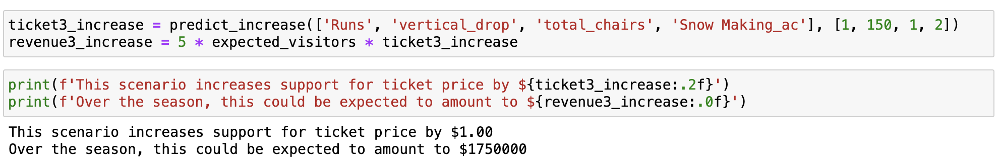 ticket3_increase = predict_increase(['Runs', 'vertical_drop', 'total_chairs', 'Snow Making_ac'], [1, 150, 1, 2])
revenue3_increase = 5 * expected_visitors * ticket3_increase
print(f'This scenario increases support for ticket price by ${ticket3_increase:.2f}')
print(f'Over the season, this could be expected to amount to ${revenue3_increase:.0f}')
This scenario increases support for ticket price by $1.00
Over the season, this could be expected to amount to $1750000